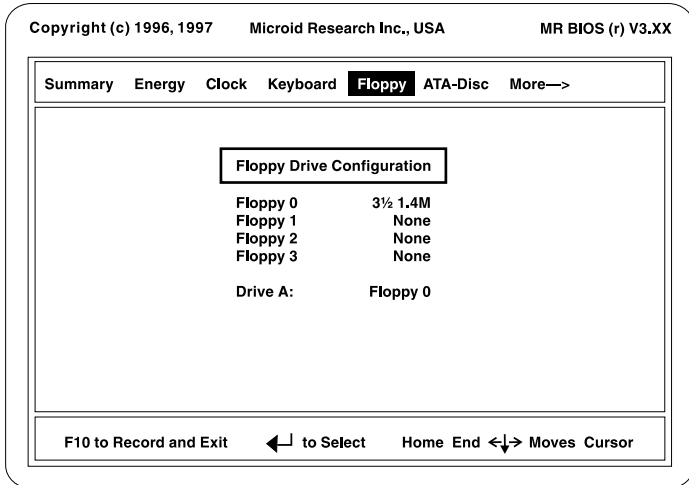 Copyright (c) 1996, 1997 Microid Research Inc., USA MR BIOS (r) V3.XX
Summary Energy Clock Keyboard Floppy ATA-Disc More—>
Floppy Drive Configuration
Floppy 0 3½ 1.4M
Floppy 1 None
Floppy 2 None
Floppy 3 None
Drive A: Floppy 0
F10 to Record and Exit to Select Home End Moves Cursor